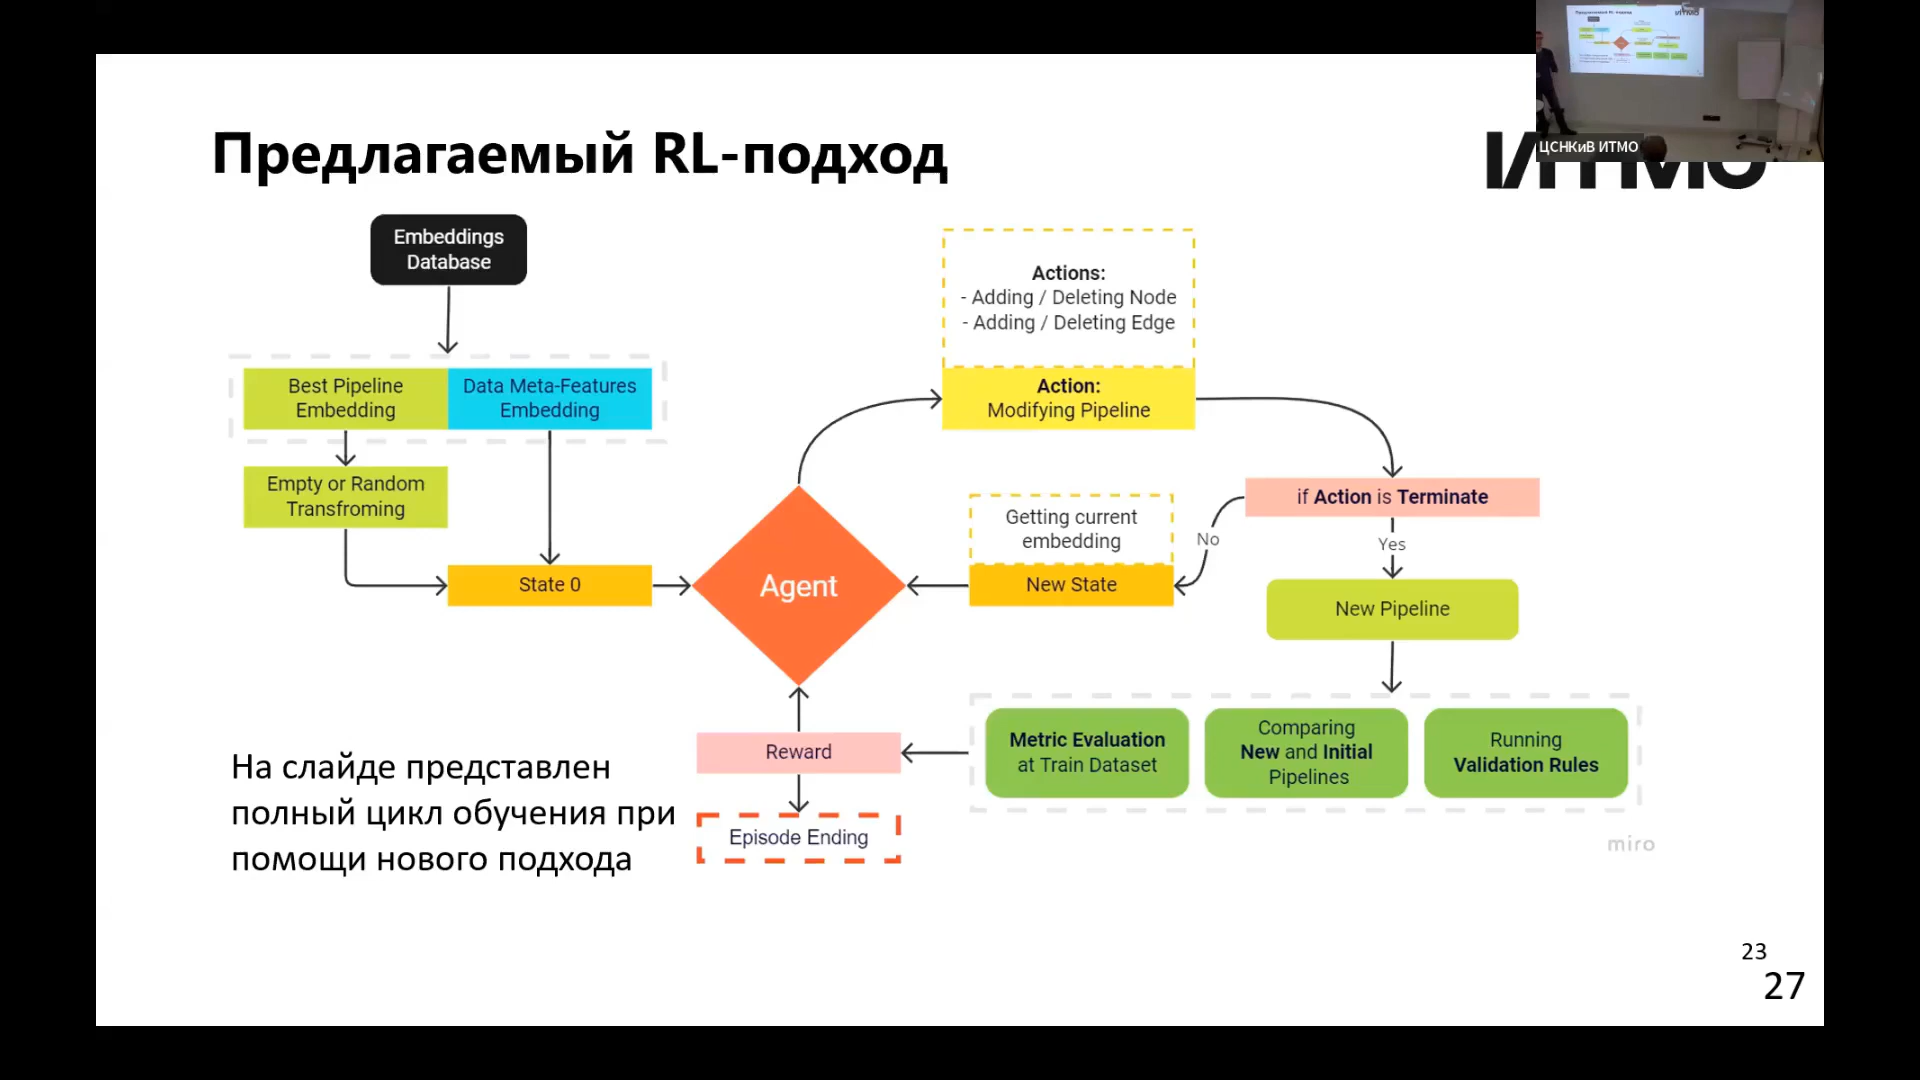 ЦСНКиВ ИТМО
Предлагаемый RL-подход
ИТМО
Embeddings
Database
Best Pipeline
Embedding
Data Meta-Features
Embedding
Empty or Random
Transfroming
State 0
Agent
Actions:
- Adding / Deleting Node
- Adding / Deleting Edge
Action:
Modifying Pipeline
if Action is Terminate
No
Yes
Getting current
embedding
New State
New Pipeline
Metric Evaluation
at Train Dataset
Comparing
New and Initial
Pipelines
Running
Validation Rules
Reward
Episode Ending
На слайде представлен
полный цикл обучения при
помощи нового подхода
miro
23
27